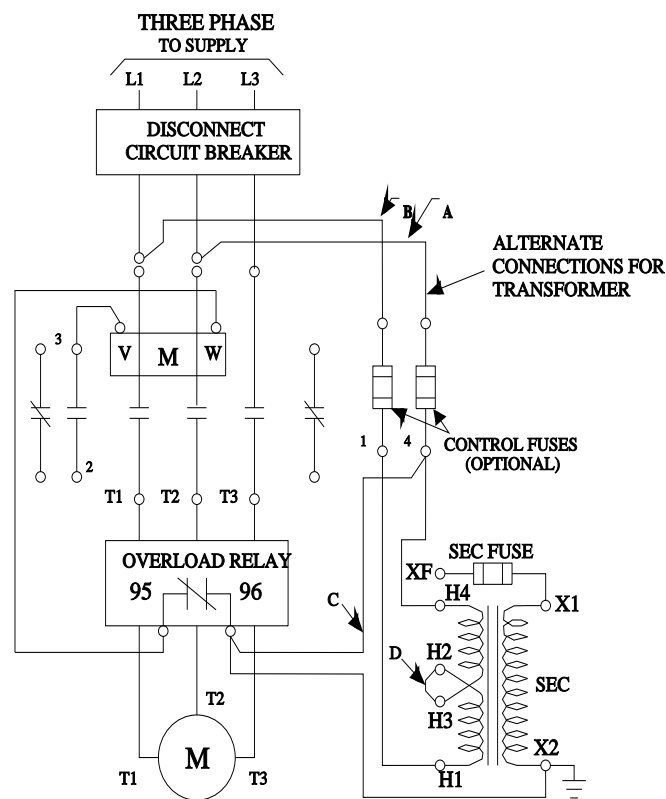 THREE PHASE
TO SUPPLY
L1 L2 L3
DISCONNECT
CIRCUIT BREAKER
B A
ALTERNATE
CONNECTIONS FOR
TRANSFORMER
3
V M W
1 4
CONTROL FUSES
(OPTIONAL)
2
T1 T2 T3
OVERLOAD RELAY
95 96
SEC FUSE
XF
H4 X1
C
D H2
SEC
H3
T2
M
T1 T3
X2
H1